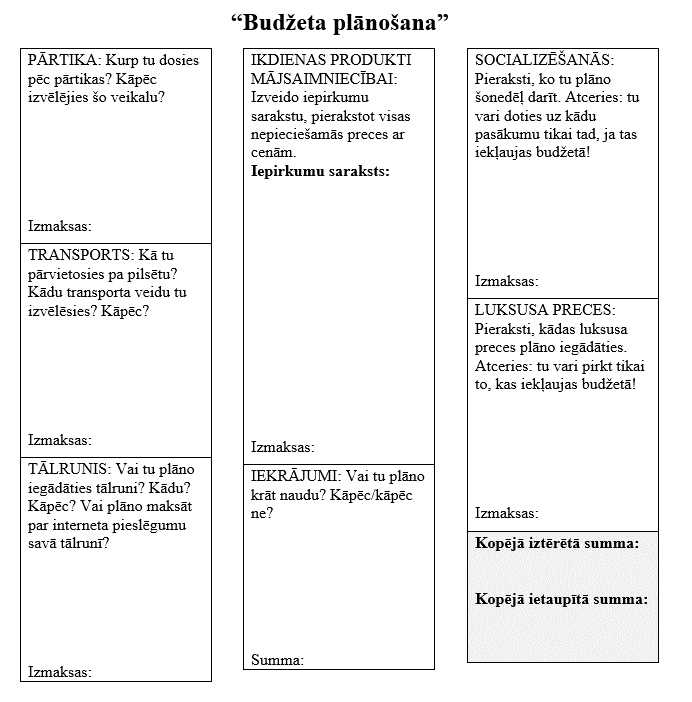 “Budžeta plānošana”
PĀRTIKA: Kurp tu dosies
pēc pārtikas? Kāpēc
izvēlējies šo veikalu?
Izmaksas:
TRANSPORTS: Kā tu
pārvietosies pa pilsētu?
Kādu transporta veidu tu
izvēlēsies? Kāpēc?
Izmaksas:
TĀLRUNIS: Vai tu plāno
iegādāties tālruni? Kādu?
Kāpēc? Vai plāno maksāt
par interneta pieslēgumu
savā tālrunī?
Izmaksas:
IKDIENAS PRODUKTI
MĀJSAIMNIECĪBAI:
Izveido iepirkumu
sarakstu, pierakstot visas
nepieciešamās preces ar
cenām.
Iepirkumu saraksts:
Izmaksas:
IEKRĀJUMI: Vai tu plāno
krāt naudu? Kāpēc/kāpēc
ne?
Summa:
SOCIALIZĒŠANĀS:
Pieraksti, ko tu plāno
šonedēļ darīt. Atceries: tu
vari doties uz kādu
pasākumu tikai tad, ja tas
iekļaujas budžetā!
Izmaksas:
LUKSUSA PRECES:
Pieraksti, kādas luksusa
preces plāno iegādāties.
Atceries: tu vari pirkt tikai
to, kas iekļaujas budžetā!
Izmaksas:
Kopējā iztērētā summa:
Kopējā ietaupītā summa: